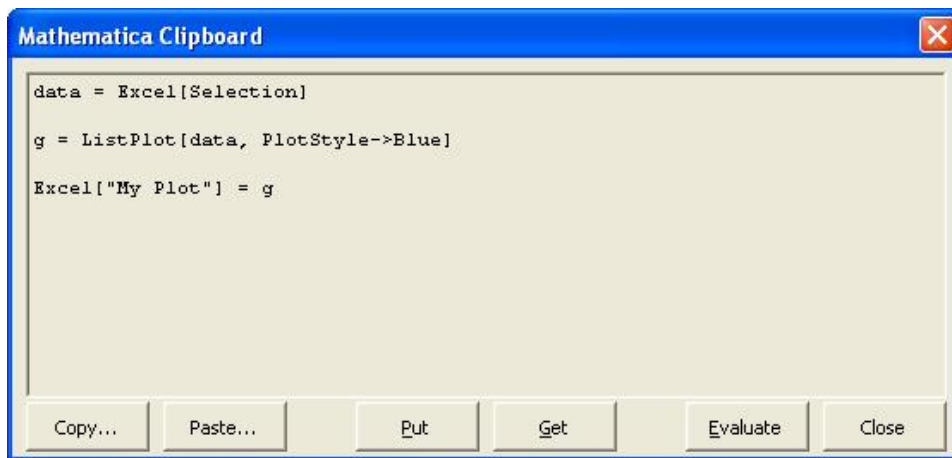 Mathematica Clipboard
data = Excel[Selection]
g = ListPlot[data, PlotStyle->Blue]
Excel["My Plot"] = g
Copy... Paste... Put Get Evaluate Close